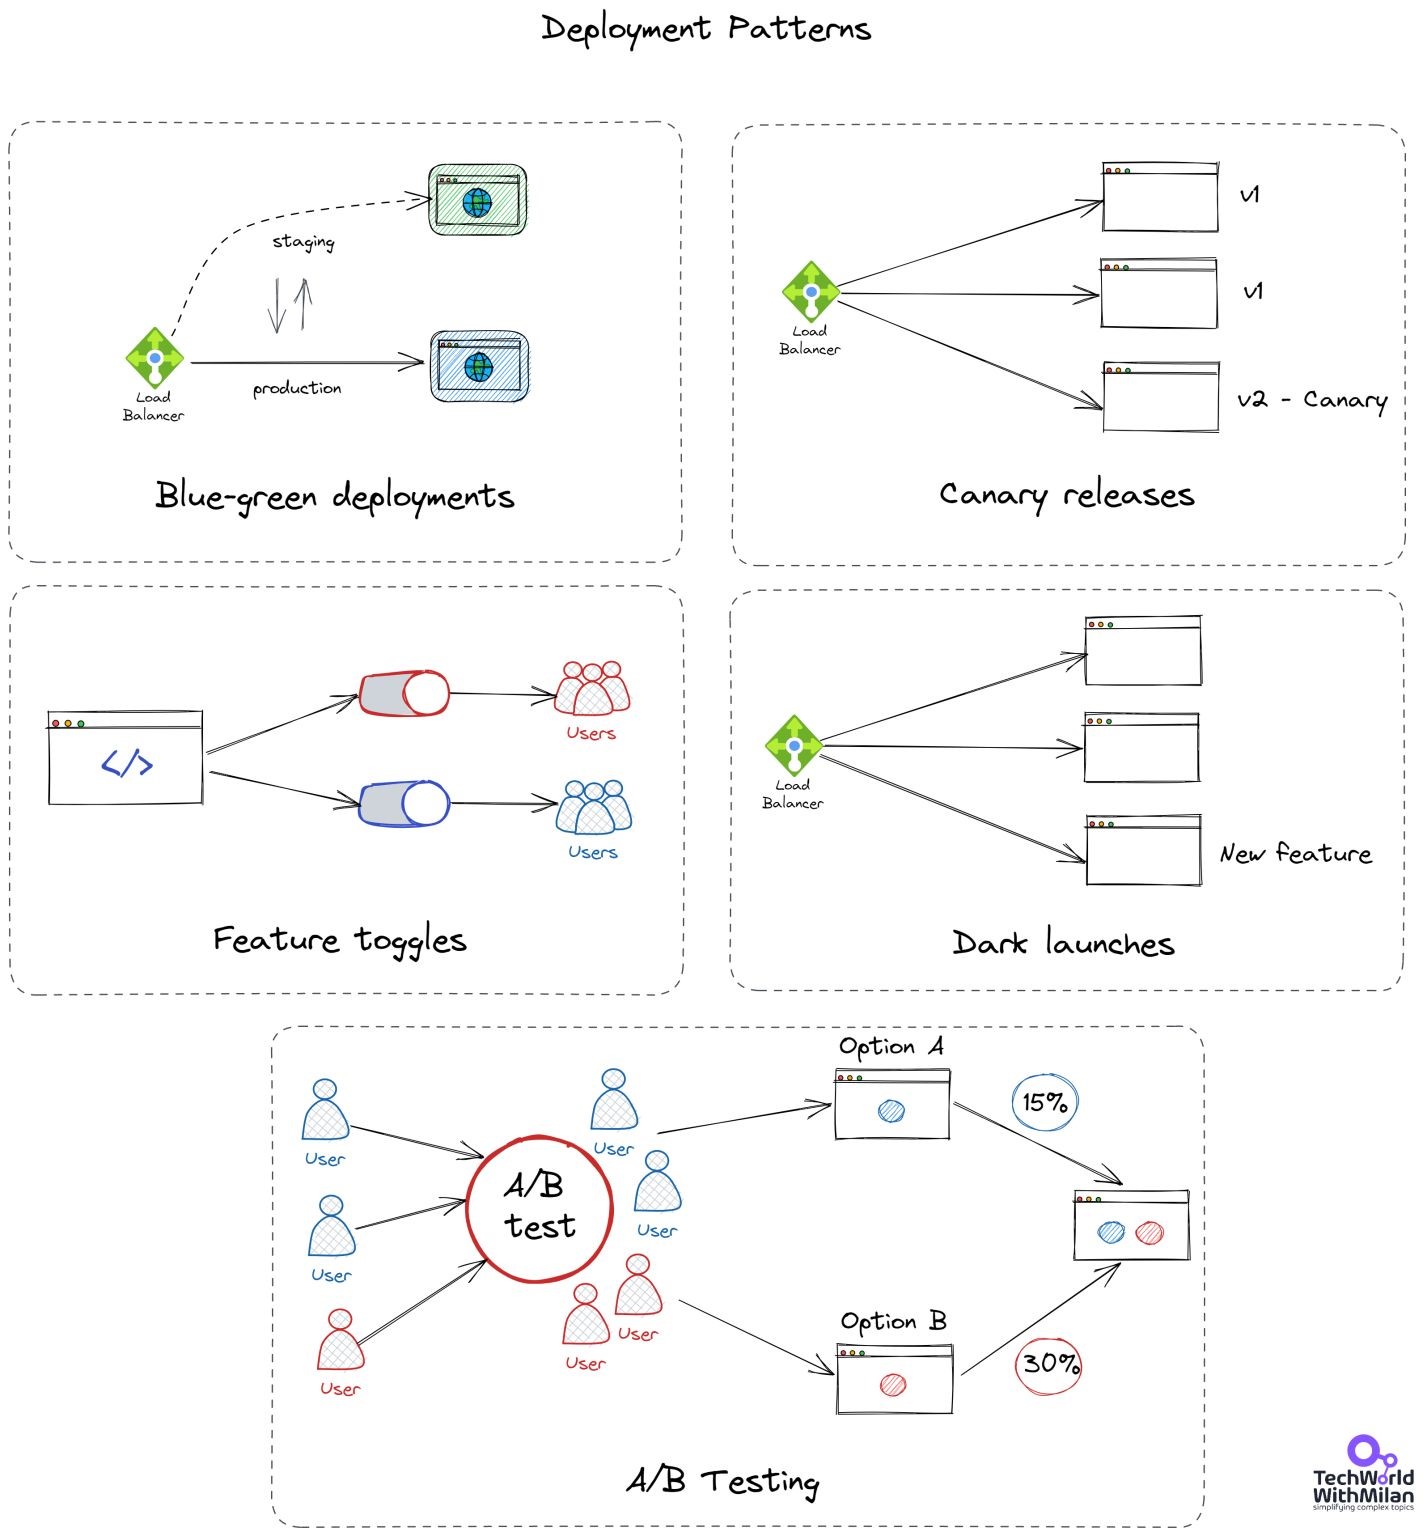 Deployment Patterns
staging
production
Load
Balancer
Blue-green deployments
v1
v1
v2 - Canary
Load
Balancer
Canary releases
</>
Users
Users
Feature toggles
Load
Balancer
New feature
Dark launches
Option A
15%
User
User
User
A/B
test
User
User
User
User
Option B
30%
A/B Testing
TechWorld
WithMilan
simplifying complex topics